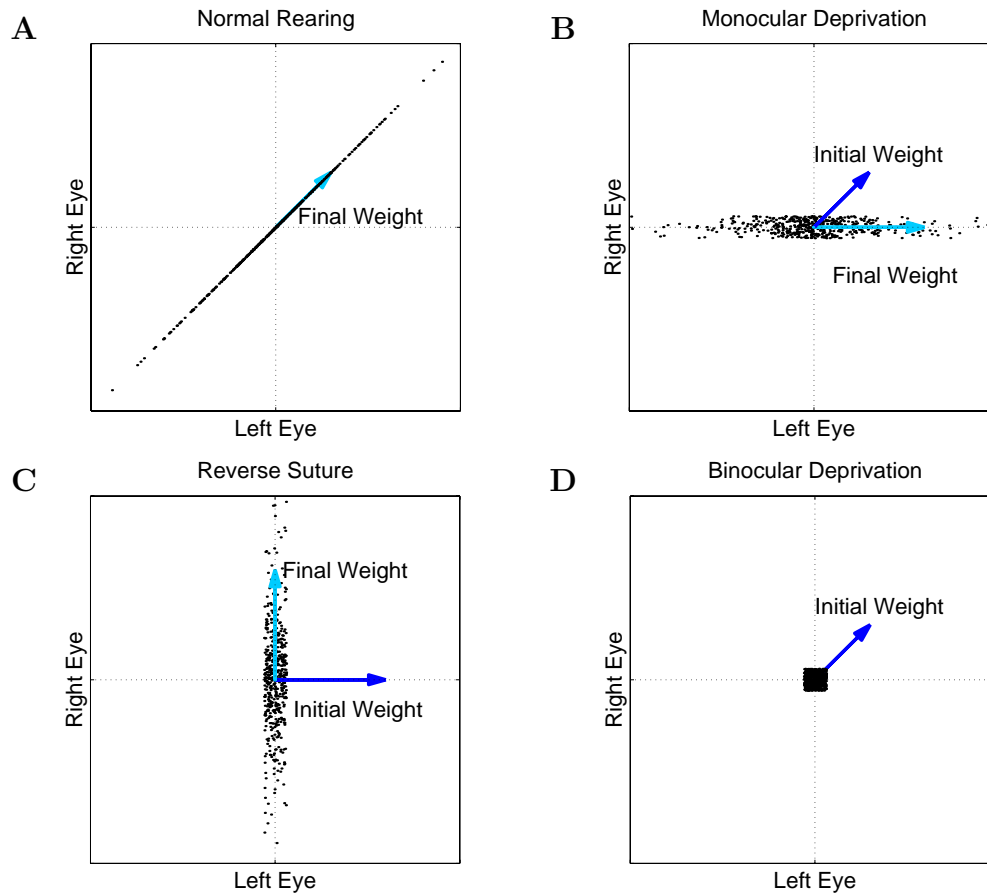 A
Normal Rearing
Right Eye
Final Weight
Left Eye
B
Monocular Deprivation
Right Eye
Initial Weight
Final Weight
Left Eye
C
Reverse Suture
Right Eye
Final Weight
Initial Weight
Left Eye
D
Binocular Deprivation
Right Eye
Initial Weight
Left Eye